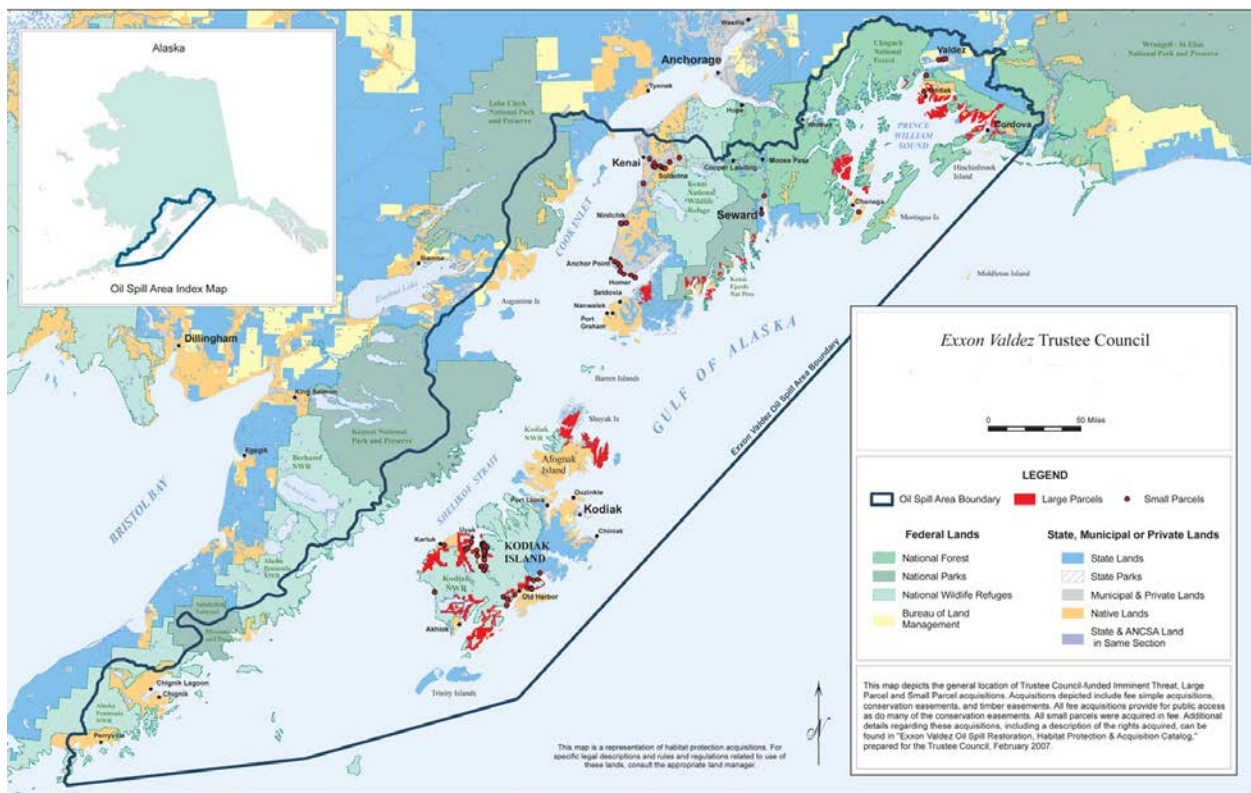 Alaska
Oil Spill Area Index Map
Wasilla
Anchorage
Tyonek
Hope
Whittier
Chugach
National
Forest
Valdez
Tatitlek
Cordova
PRINCE
WILLIAM
SOUND
Wrangell - St Elias
National Park and Preserve
Lake Clark
National Park
and Preserve
Kenai
Soldotna
Cooper Landing
Moose Pass
Kenai
National
Wildlife
Refuge
Seward
Chenega
Hinchinbrook
Island
Montague Is
Middleton Island
COOK INLET
Ninilchik
Anchor Point
Homer
Seldovia
Nanwalek
Port
Graham
Kenai
Fjords
Nat Pres
Iliamna
Iliamna Lake
Augustine Is
Dillingham
King Salmon
Katmai National
Park and Preserve
Egegik
Becharof
NWR
BRISTOL BAY
Barren Islands
GULF OF ALASKA
Exxon Valdez Oil Spill Area Boundary
Shuyak Is
Kodiak
NWR
Afognak
Island
SHELIKOF STRAIT
Port Lions
Ouzinkie
Kodiak
Chiniak
Karluk
Uyak
KODIAK
ISLAND
Kodiak
NWR
Old Harbor
Akhiok
Trinity Islands
Alaska
Peninsula
NWR
Chignik Lagoon
Chignik
Alaska
Peninsula
NWR
Perryville
N
This map is a representation of habitat protection acquisitions. For
specific legal descriptions and rules and regulations related to use of
these lands, consult the appropriate land manager.
Exxon Valdez Trustee Council
0 50 Miles
LEGEND
Oil Spill Area Boundary Large Parcels Small Parcels
Federal Lands
National Forest
National Parks
National Wildlife Refuges
Bureau of Land
Management
State, Municipal or Private Lands
State Lands
State Parks
Municipal & Private Lands
Native Lands
State & ANCSA Land
in Same Section
This map depicts the general location of Trustee Council-funded Imminent Threat, Large
Parcel and Small Parcel acquisitions. Acquisitions depicted include fee simple acquisitions,
conservation easements, and timber easements. All fee acquisitions provide for public access
as do many of the conservation easements. All small parcels were acquired in fee. Additional
details regarding these acquisitions, including a description of the rights acquired, can be
found in "Exxon Valdez Oil Spill Restoration, Habitat Protection & Acquisition Catalog,"
prepared for the Trustee Council, February 2007.